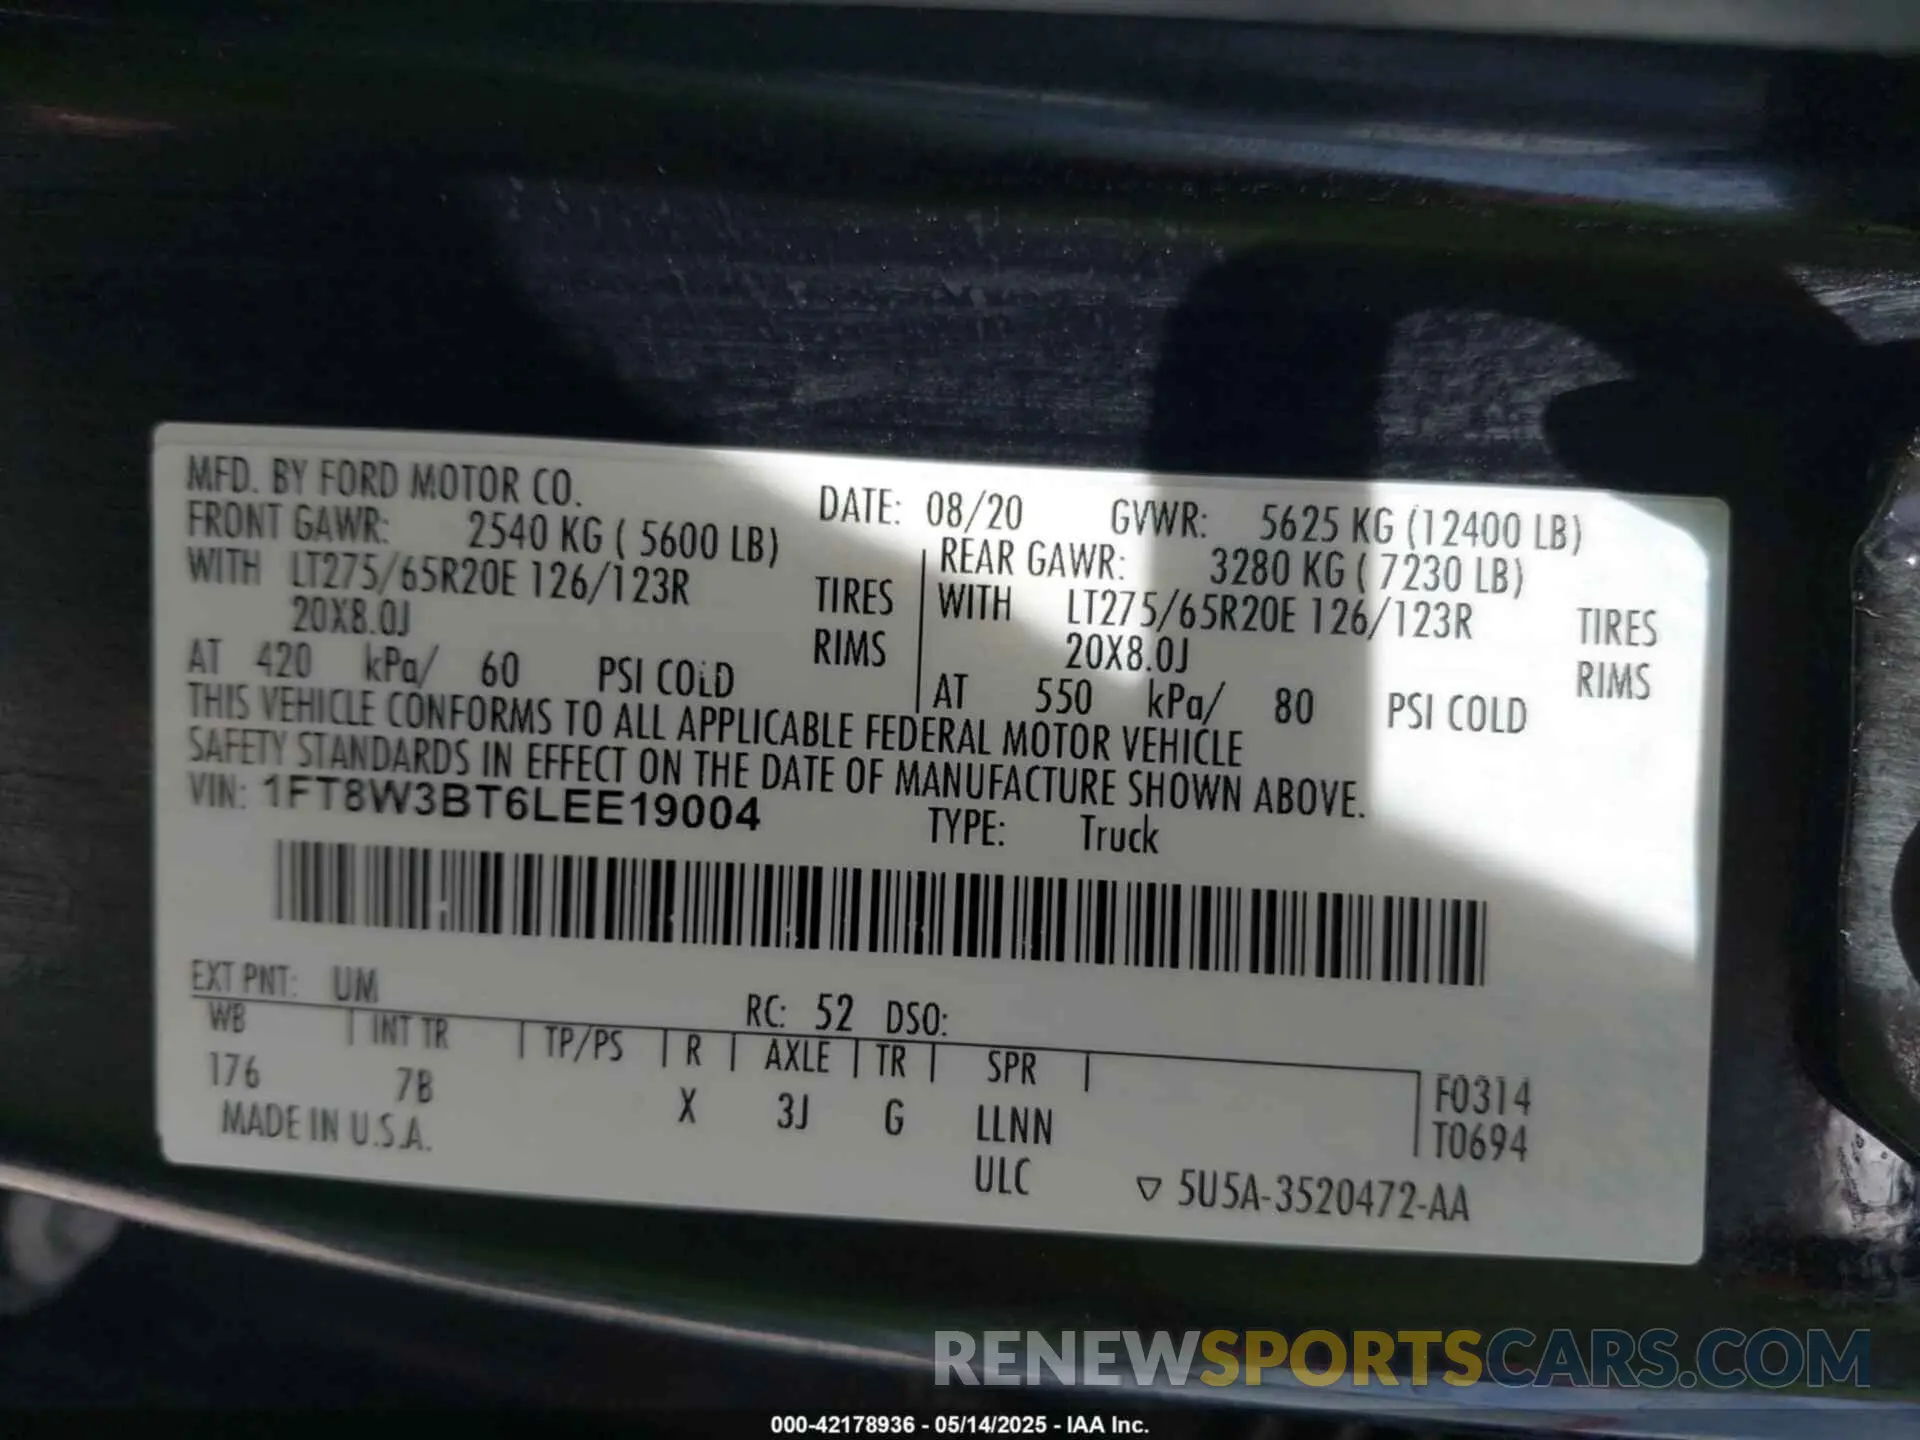 MFD. BY FORD MOTOR CO. DATE: 08/20 GVWR: 5625 KG (12400 LB)
FRONT GAWR: 2540 KG ( 5600 LB) REAR GAWR: 3280 KG ( 7230 LB)
WITH LT275/65R20E 126/123R TIRES WITH LT275/65R20E 126/123R TIRES
20X8.0J RIMS 20X8.0J RIMS
AT 420 kPa/ 60 PSI COLD AT 550 kPa/ 80 PSI COLD
THIS VEHICLE CONFORMS TO ALL APPLICABLE FEDERAL MOTOR VEHICLE
SAFETY STANDARDS IN EFFECT ON THE DATE OF MANUFACTURE SHOWN ABOVE.
VIN: 1FT8W3BT6LEE19004 TYPE: Truck
EXT PNT: UM RC: 52 DSO:
WB INT TR TP/PS R AXLE TR SPR F0314
176 7B X 3J G LLNN T0694
MADE IN U.S.A. ULC ▽ 5U5A-3520472-AA
RENEWSPORTSCARS.COM
000-42178936 - 05/14/2025 - IAA Inc.